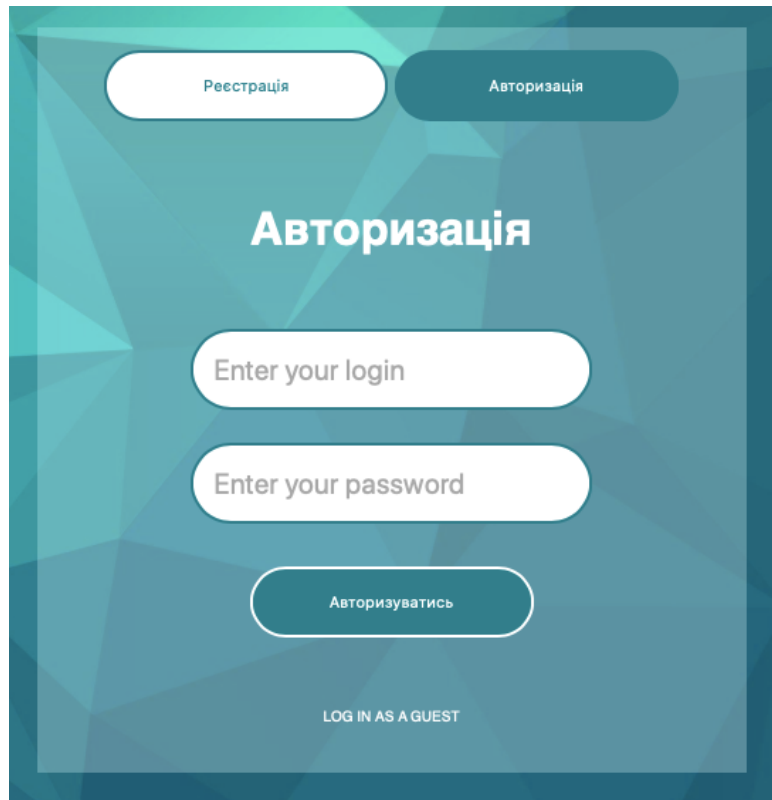 Реєстрація Авторизація
Авторизація
Enter your login
Enter your password
Авторизуватись
LOG IN AS A GUEST